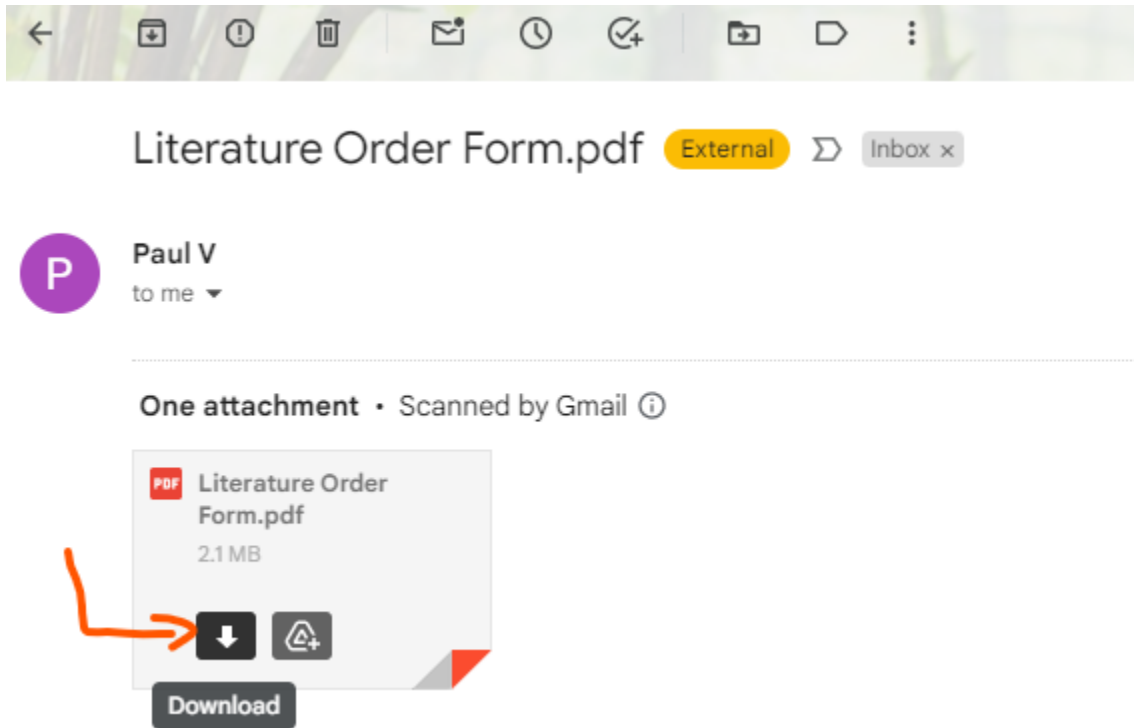 Literature Order Form.pdf External Inbox ×
P
Paul V
to me
One attachment • Scanned by Gmail
PDF Literature Order
Form.pdf
2.1 MB
Download